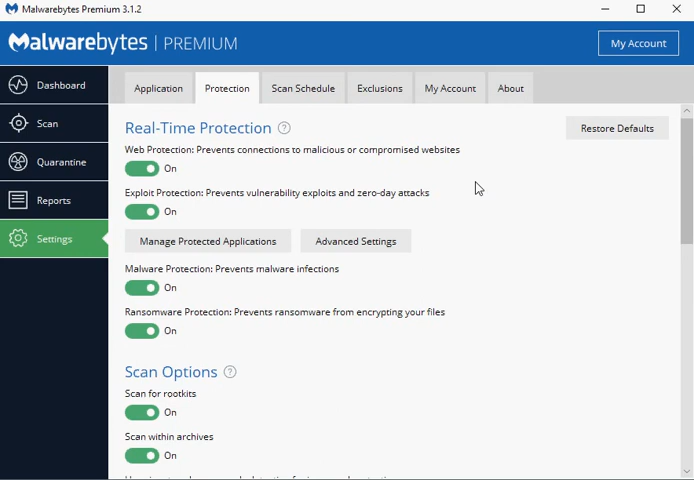 Malwarebytes Premium 3.1.2
Malwarebytes | PREMIUM
My Account
Dashboard
Scan
Quarantine
Reports
Settings
Application
Protection
Scan Schedule
Exclusions
My Account
About
Real-Time Protection ?
Restore Defaults
Web Protection: Prevents connections to malicious or compromised websites
On
Exploit Protection: Prevents vulnerability exploits and zero-day attacks
On
Manage Protected Applications
Advanced Settings
Malware Protection: Prevents malware infections
On
Ransomware Protection: Prevents ransomware from encrypting your files
On
Scan Options ?
Scan for rootkits
On
Scan within archives
On